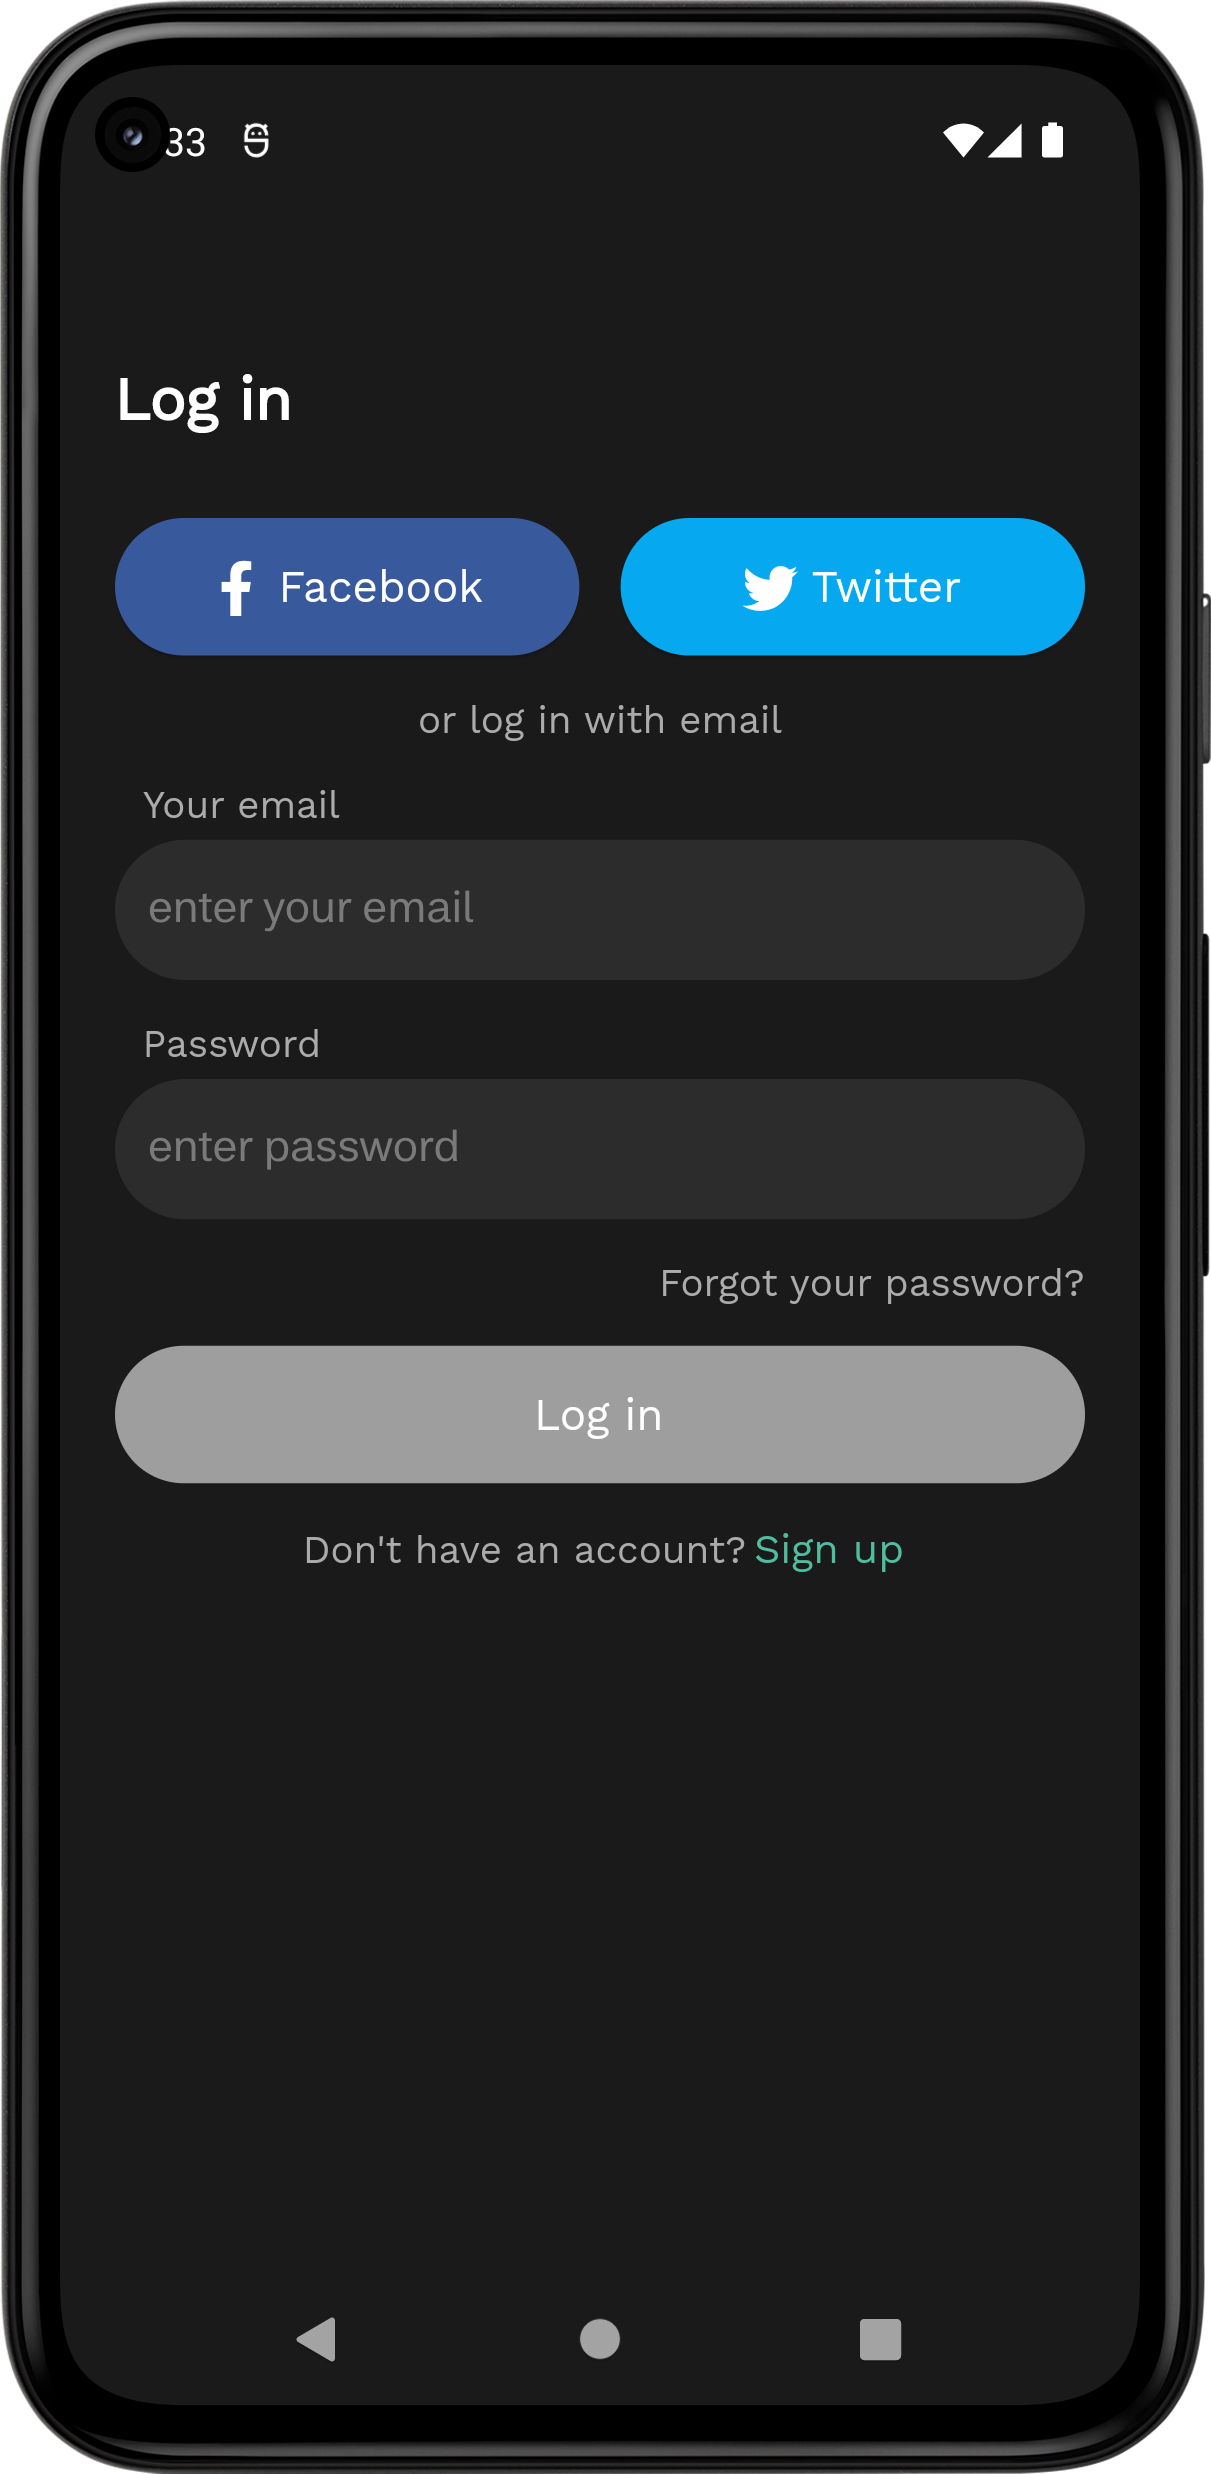 33
Log in
Facebook
Twitter
or log in with email
Your email
enter your email
Password
enter password
Forgot your password?
Log in
Don't have an account? Sign up